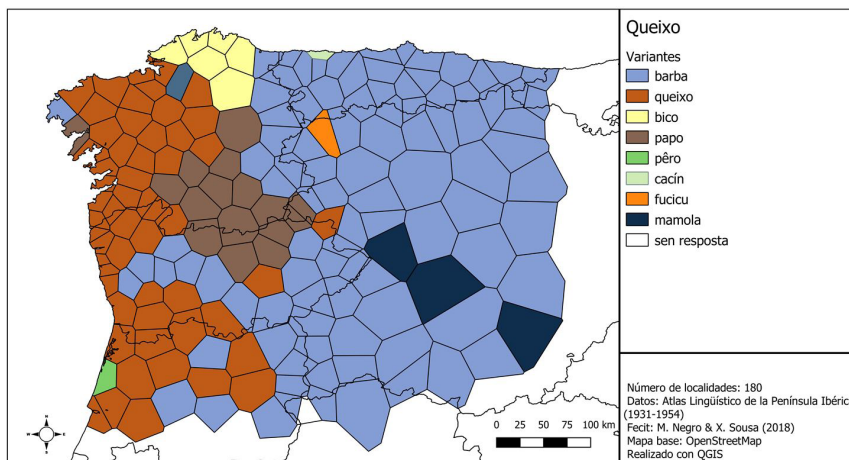 Queixo
Variantes
barba
queixo
bico
papo
pêro
cacín
fucicu
mamola
sen resposta
Número de localidades: 180
Datos: Atlas Lingüístico de la Península Ibéric
(1931-1954)
Fecit: M. Negro & X. Sousa (2018)
Mapa base: OpenStreetMap
Realizado con QGIS
0 25 50 75 100 km
N
W E
S